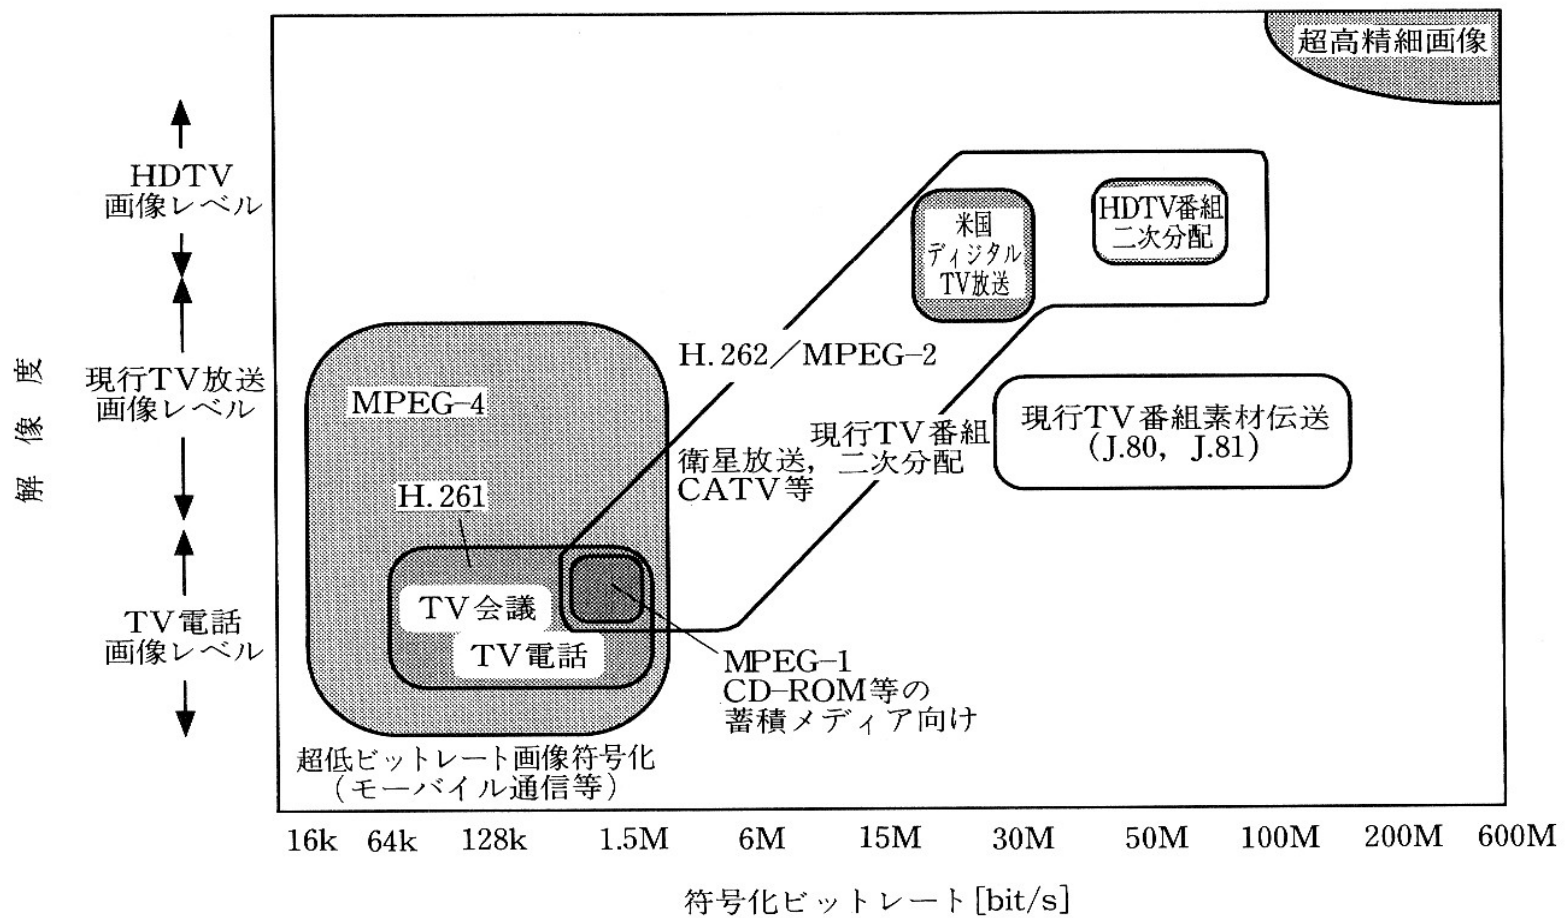 超高精細画像
HDTV
画像レベル
HDTV番組
二次分配
米国
ディジタル
TV放送
H.262／MPEG-2
解像度
現行TV放送
画像レベル
MPEG-4
現行TV番組
二次分配
衛星放送,
CATV等
現行TV番組素材伝送
(J.80, J.81)
H.261
TV会議
TV電話
TV電話
画像レベル
MPEG-1
CD-ROM等の
蓄積メディア向け
超低ビットレート画像符号化
(モーバイル通信等)
16k 64k 128k 1.5M 6M 15M 30M 50M 100M 200M 600M
符号化ビットレート[bit/s]